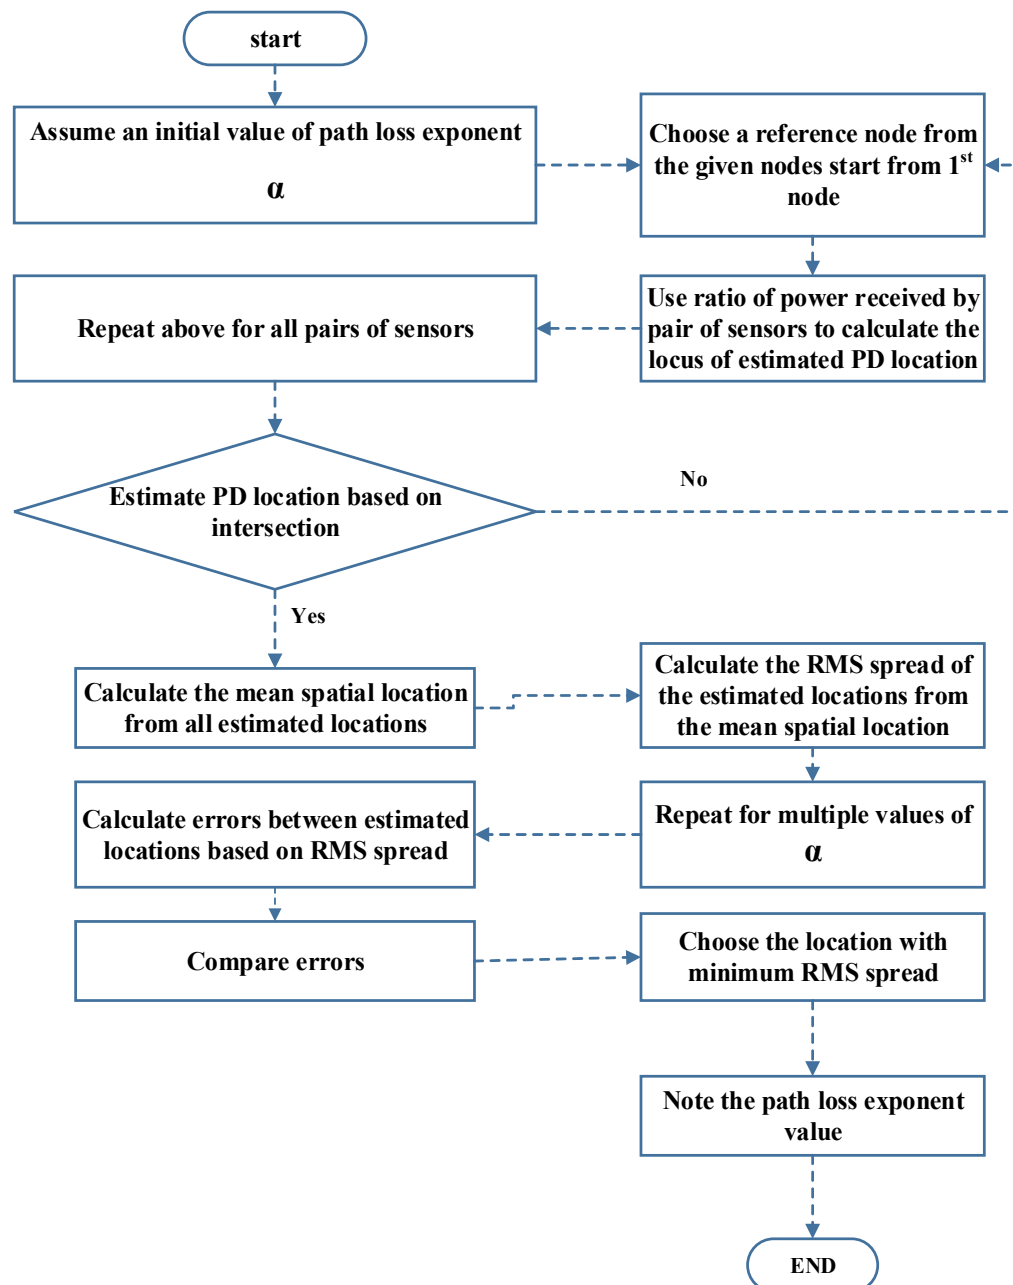 start
Assume an initial value of path loss exponent
α
Choose a reference node from
the given nodes start from 1st
node
Use ratio of power received by
pair of sensors to calculate the
locus of estimated PD location
Repeat above for all pairs of sensors
Estimate PD location based on
intersection
No
Yes
Calculate the mean spatial location
from all estimated locations
Calculate the RMS spread of
the estimated locations from
the mean spatial location
Repeat for multiple values of
α
Calculate errors between estimated
locations based on RMS spread
Compare errors
Choose the location with
minimum RMS spread
Note the path loss exponent
value
END